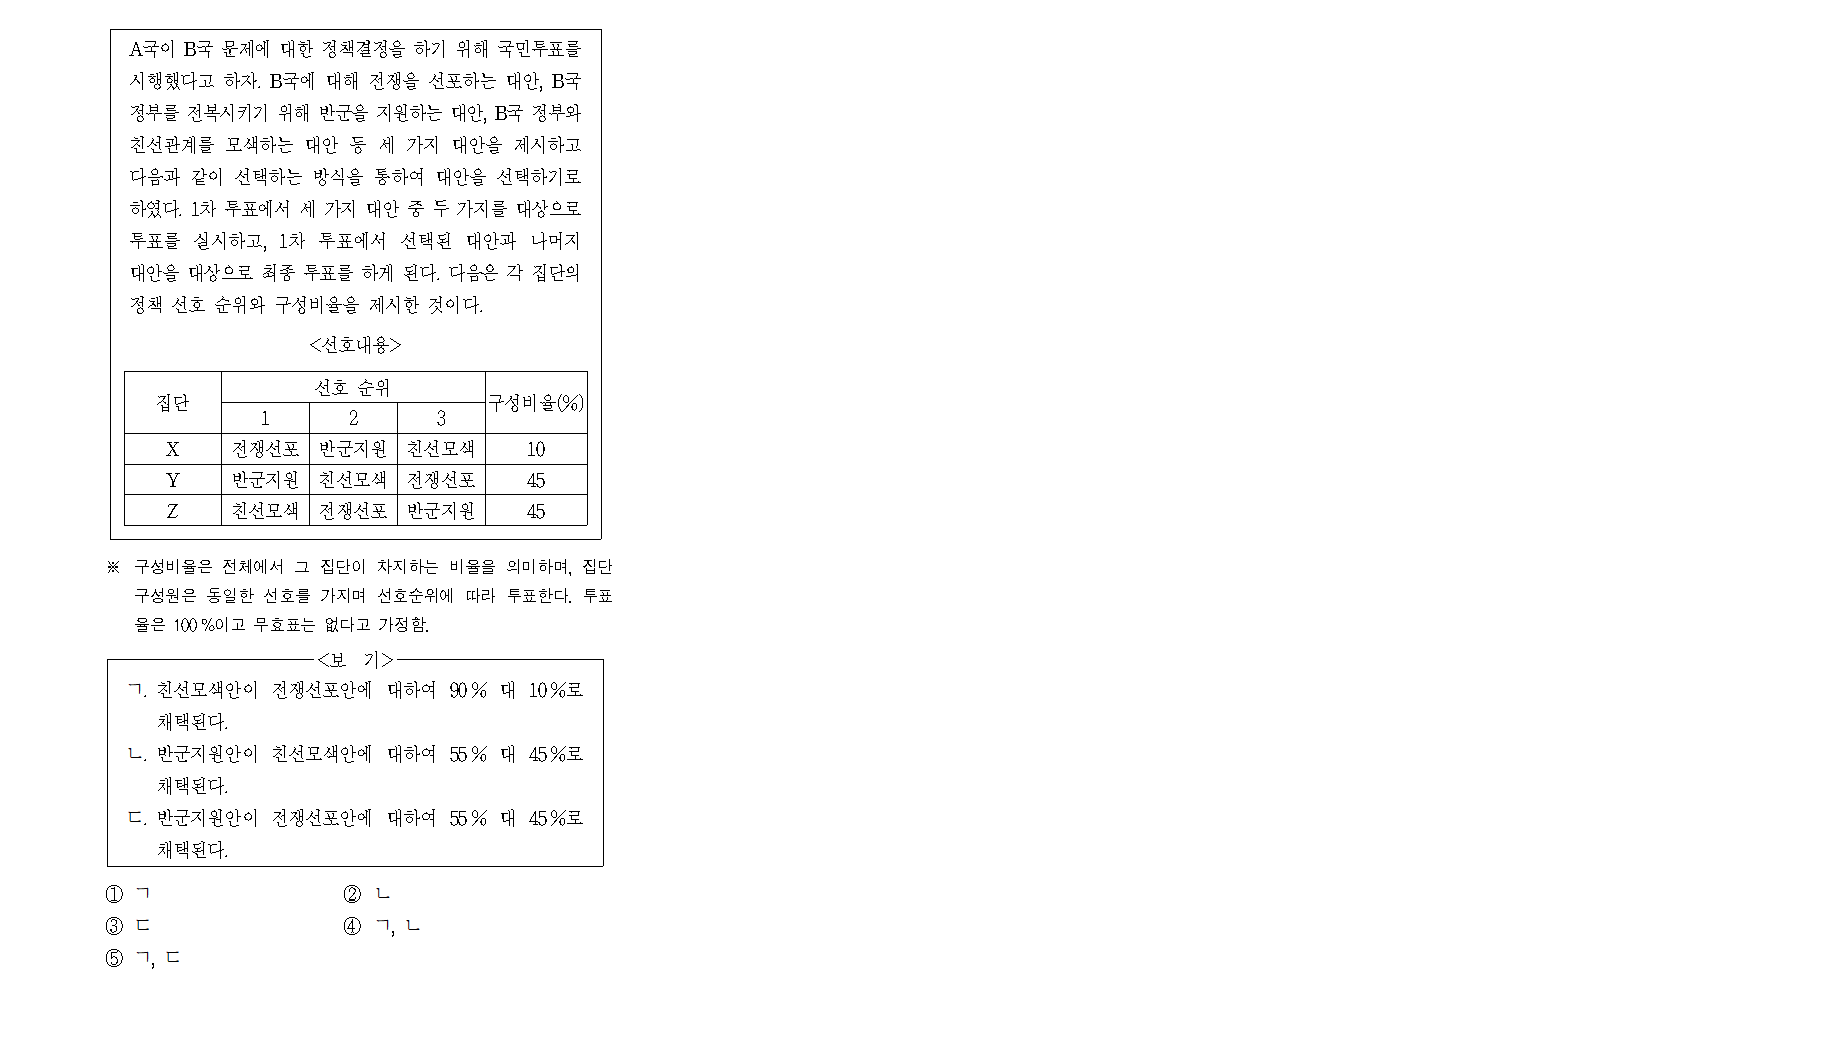 A국이 B국 문제에 대한 정책결정을 하기 위해 국민투표를
시행했다고 하자. B국에 대해 전쟁을 선포하는 대안, B국
정부를 전복시키기 위해 반군을 지원하는 대안, B국 정부와
친선관계를 모색하는 대안 등 세 가지 대안을 제시하고
다음과 같이 선택하는 방식을 통하여 대안을 선택하기로
하였다. 1차 투표에서 세 가지 대안 중 두 가지를 대상으로
투표를 실시하고, 1차 투표에서 선택된 대안과 나머지
대안을 대상으로 최종 투표를 하게 된다. 다음은 각 집단의
정책 선호 순위와 구성비율을 제시한 것이다.
<선호내용>
집단 선호 순위 구성비율(%)
1 2 3
X 전쟁선포 반군지원 친선모색 10
Y 반군지원 친선모색 전쟁선포 45
Z 친선모색 전쟁선포 반군지원 45
※ 구성비율은 전체에서 그 집단이 차지하는 비율을 의미하며, 집단
구성원은 동일한 선호를 가지며 선호순위에 따라 투표한다. 투표
율은 100%이고 무효표는 없다고 가정함.
<보 기>
ㄱ. 친선모색안이 전쟁선포안에 대하여 90% 대 10%로
채택된다.
ㄴ. 반군지원안이 친선모색안에 대하여 55% 대 45%로
채택된다.
ㄷ. 반군지원안이 전쟁선포안에 대하여 55% 대 45%로
채택된다.
① ㄱ ② ㄴ
③ ㄷ ④ ㄱ, ㄴ
⑤ ㄱ, ㄷ